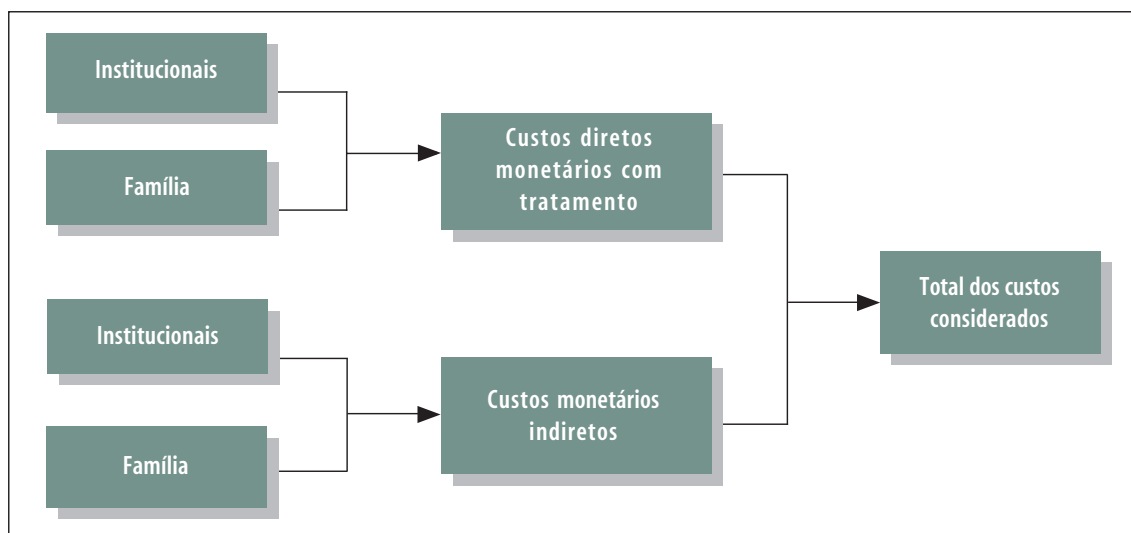 Institucionais
Família
Custos diretos
monetários com
tratamento
Institucionais
Família
Custos monetários
indiretos
Total dos custos
considerados